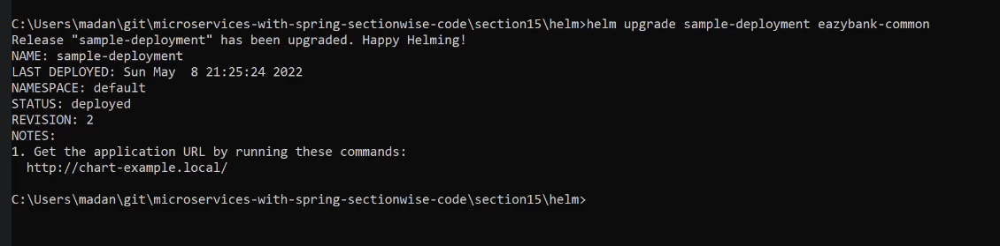 C:\Users\madan\git\microservices-with-spring-sectionwise-code\section15\helm>helm upgrade sample-deployment eazybank-common
Release "sample-deployment" has been upgraded. Happy Helming!
NAME: sample-deployment
LAST DEPLOYED: Sun May  8 21:25:24 2022
NAMESPACE: default
STATUS: deployed
REVISION: 2
NOTES:
1. Get the application URL by running these commands:
  http://chart-example.local/
C:\Users\madan\git\microservices-with-spring-sectionwise-code\section15\helm>